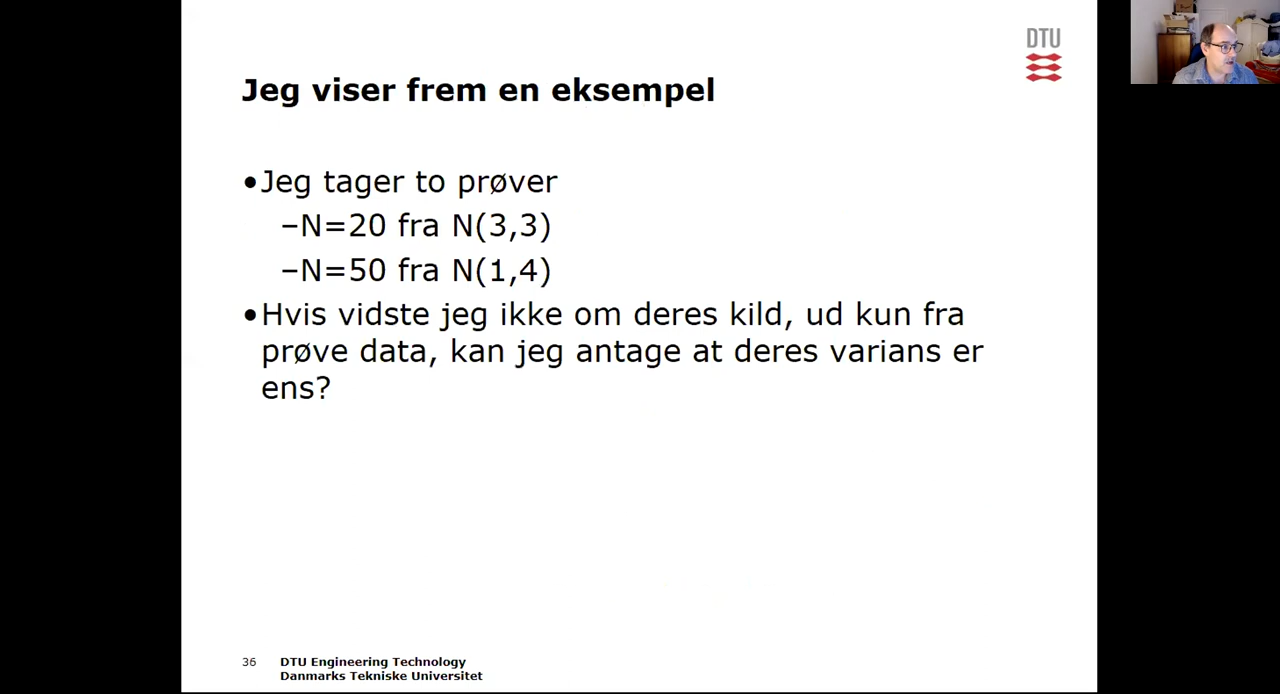 DTU
Jeg viser frem en eksempel
•Jeg tager to prøver
–N=20 fra N(3,3)
–N=50 fra N(1,4)
•Hvis vidste jeg ikke om deres kild, ud kun fra
prøve data, kan jeg antage at deres varians er
ens?
36 DTU Engineering Technology
Danmarks Tekniske Universitet